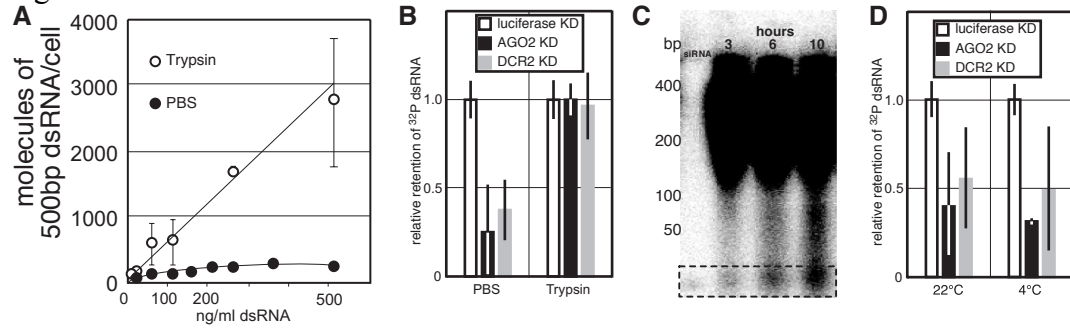 A
molecules of
500bp dsRNA/cell
4000
3000
2000
1000
0
Trypsin
PBS
0
100
200
500
ng/ml dsRNA
B
relative retention of 32P dsRNA
luciferase KD
AGO2 KD
DCR2 KD
1.0
0.5
0
PBS
Trypsin
C
hours
bp
siRNA
3
6
10
400
200
100
50
D
relative retention of 32P dsRNA
luciferase KD
AGO2 KD
DCR2 KD
1.0
0.5
0
22°C
4°C